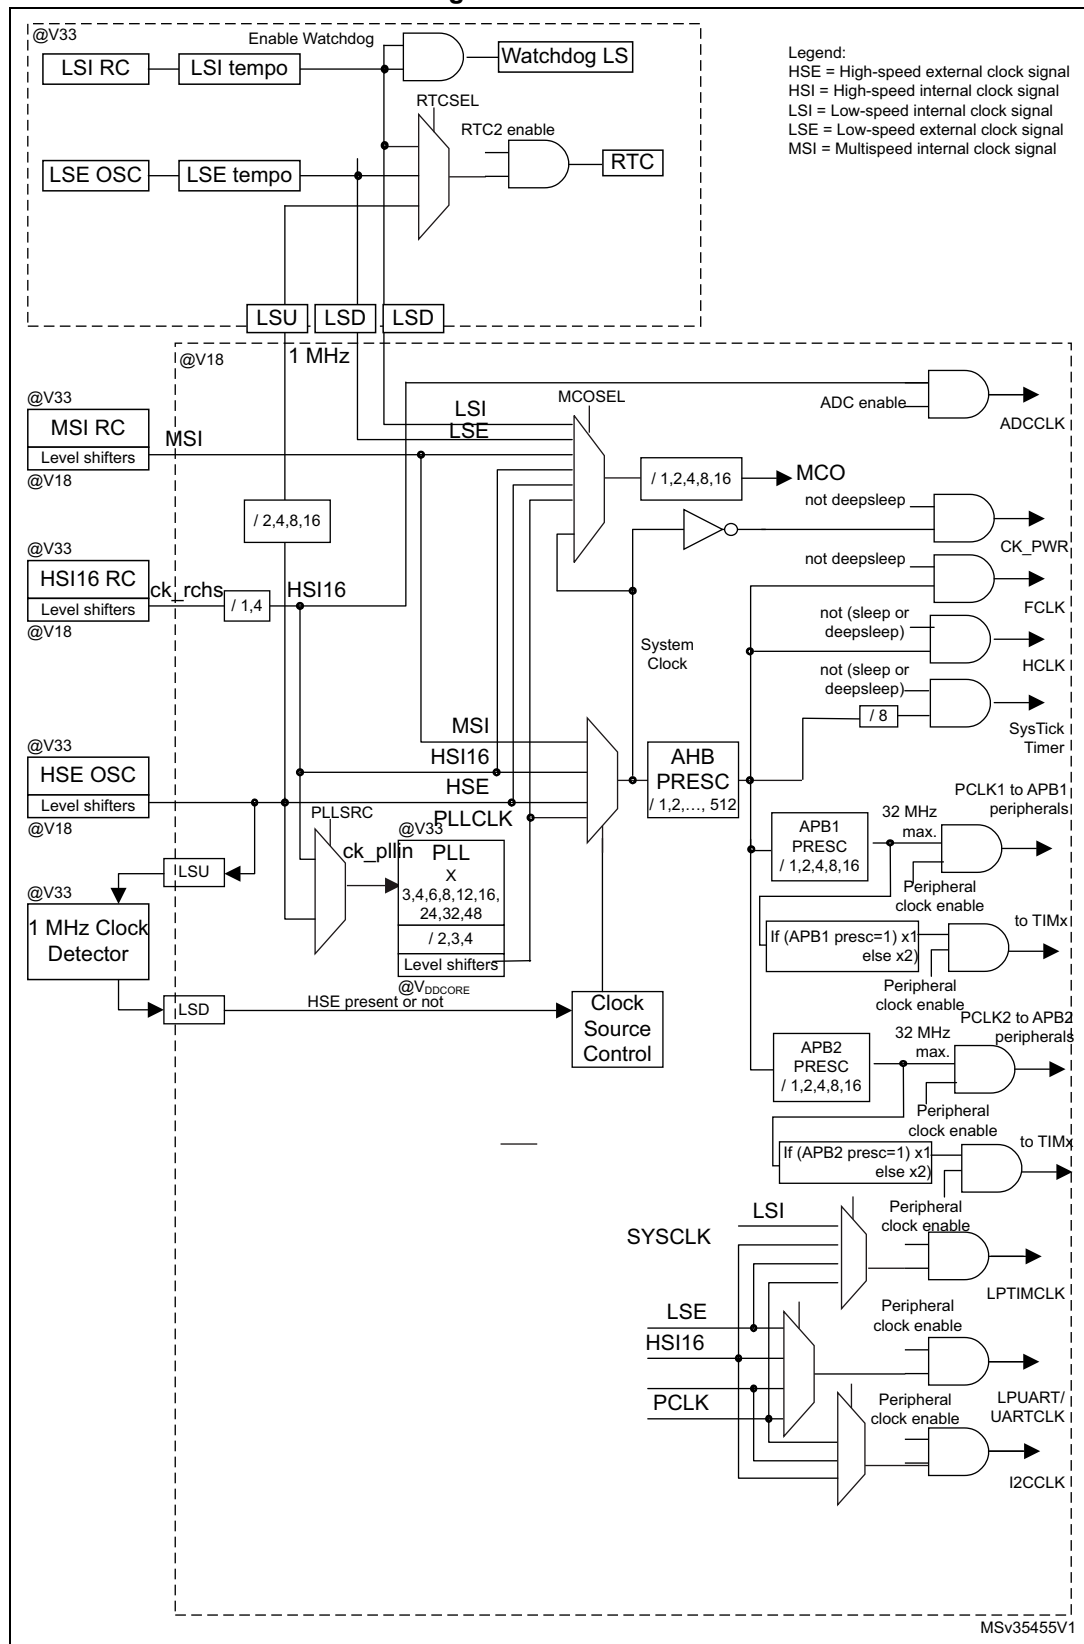 @V33
Enable Watchdog
LSI RC
LSI tempo
Watchdog LS
Legend:
HSE = High-speed external clock signal
HSI = High-speed internal clock signal
LSI = Low-speed internal clock signal
LSE = Low-speed external clock signal
MSI = Multispeed internal clock signal
RTCSEL
RTC2 enable
LSE OSC
LSE tempo
RTC
LSU
LSD
LSD
@V18
1 MHz
@V33
MSI RC
Level shifters
@V18
MSI
LSI
LSE
MCOSEL
ADC enable
ADCCLK
/ 1,2,4,8,16
MCO
/ 2,4,8,16
not deepsleep
CK_PWR
@V33
HSI16 RC
Level shifters
@V18
ck_rchs
/ 1,4
HSI16
not deepsleep
FCLK
not (sleep or
deepsleep)
HCLK
System
Clock
not (sleep or
deepsleep)
/ 8
SysTick
Timer
MSI
HSI16
HSE
PLLCLK
@V33
HSE OSC
Level shifters
@V18
AHB
PRESC
/ 1,2,..., 512
PCLK1 to APB1
peripherals
32 MHz
max.
APB1
PRESC
/ 1,2,4,8,16
Peripheral
clock enable
PLLSRC
ck_pllin
@V33
PLL
X
3,4,6,8,12,16,
24,32,48
/ 2,3,4
Level shifters
@VDDCORE
LSU
@V33
1 MHz Clock
Detector
LSD
HSE present or not
Clock
Source
Control
to TIMx
If (APB1 presc=1) x1
else x2)
Peripheral
clock enable
PCLK2 to APB2
peripherals
32 MHz
max.
APB2
PRESC
/ 1,2,4,8,16
Peripheral
clock enable
to TIMx
If (APB2 presc=1) x1
else x2)
Peripheral
clock enable
LSI
SYSCLK
LPTIMCLK
LSE
HSI16
PCLK
Peripheral
clock enable
LPUART/
UARTCLK
Peripheral
clock enable
I2CCLK
MSv35455V1